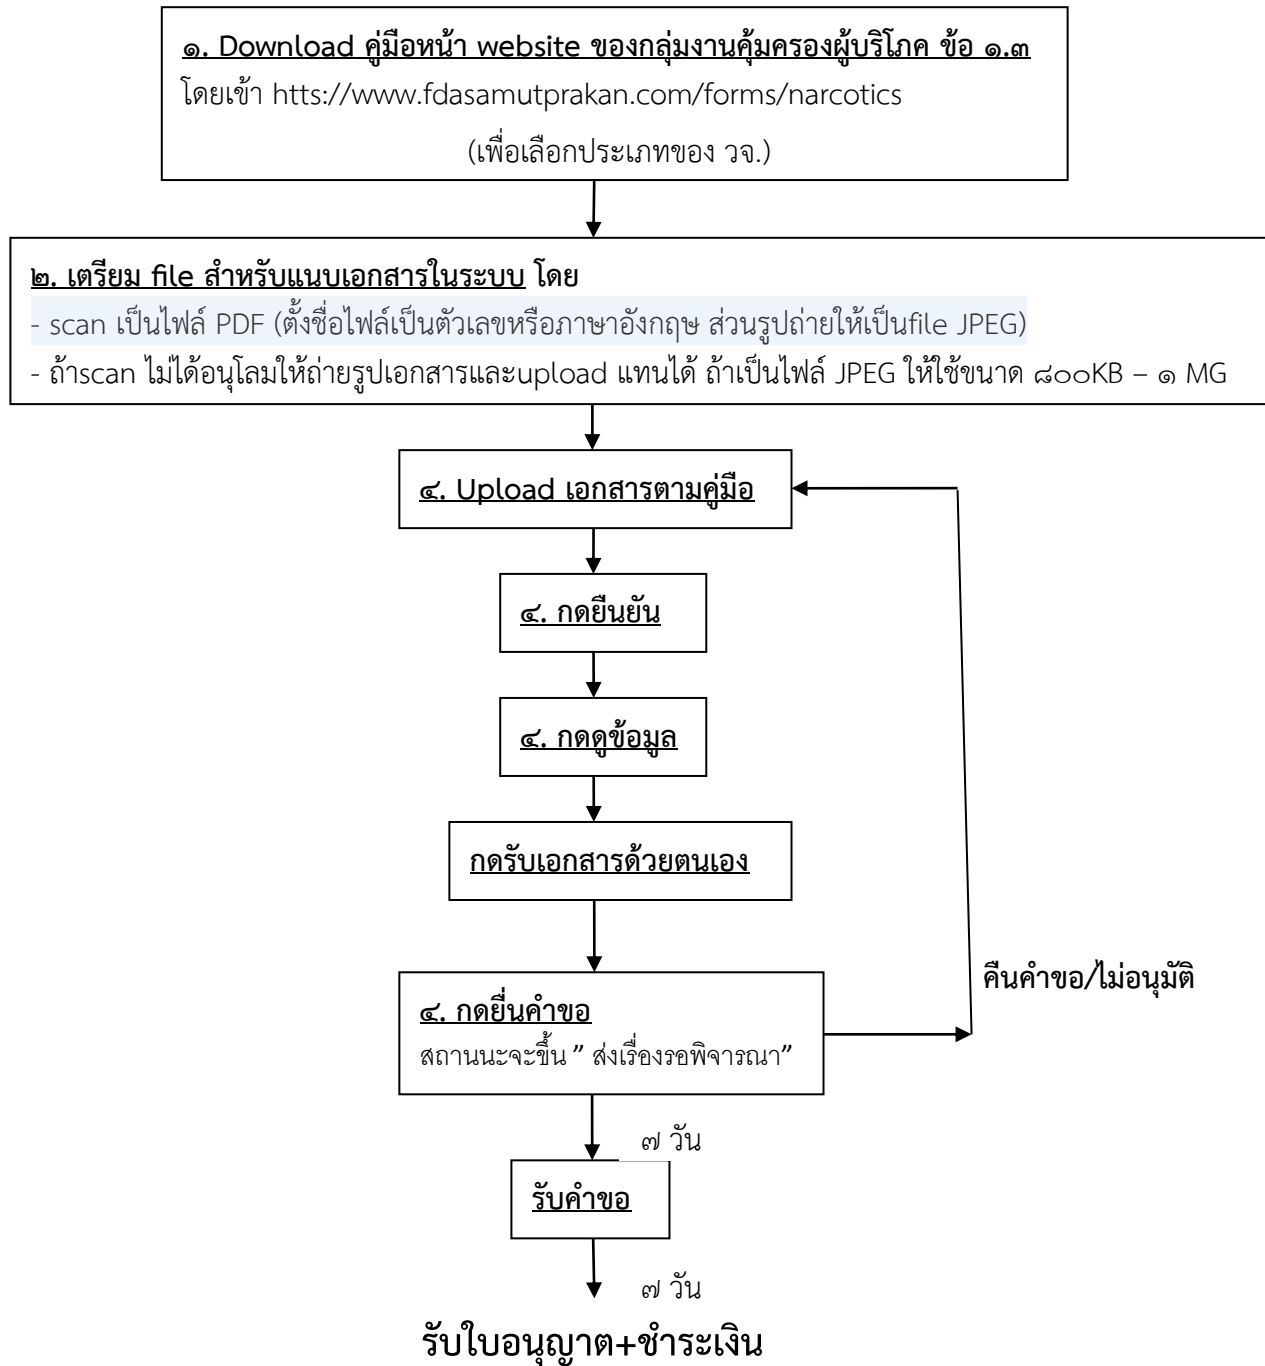 ๑. Download คู่มือหน้า website ของกลุ่มงานคุ้มครองผู้บริโภค ข้อ ๑.๓
โดยเข้า htts://www.fdasamutprakan.com/forms/narcotics
(เพื่อเลือกประเภทของ วจ.)
๒. เตรียม file สำหรับแนบเอกสารในระบบ โดย
- scan เป็นไฟล์ PDF (ตั้งชื่อไฟล์เป็นตัวเลขหรือภาษาอังกฤษ ส่วนรูปถ่ายให้เป็นfile JPEG)
- ถ้าscan ไม่ได้อนุโลมให้ถ่ายรูปเอกสารและupload แทนได้ ถ้าเป็นไฟล์ JPEG ให้ใช้ขนาด ๘๐๐KB – ๑ MG
๔. Upload เอกสารตามคู่มือ
๔. กดยืนยัน
๔. กดดูข้อมูล
กดรับเอกสารด้วยตนเอง
คืนคำขอ/ไม่อนุมัติ
๔. กดยื่นคำขอ
สถานนะจะขึ้น ” ส่งเรื่องรอพิจารณา”
๗ วัน
รับคำขอ
๗ วัน
รับใบอนุญาต+ชำระเงิน